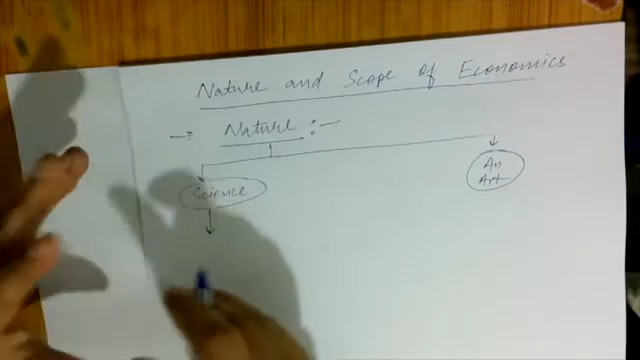 Nature and Scope of Economics
→ Nature :-
Science
An
Art